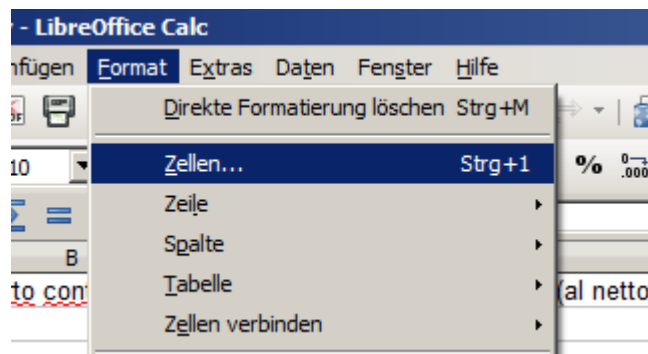 - LibreOffice Calc
nfügen Format Extras Daten Fenster Hilfe
Direkte Formatierung löschen Strg+M
Zellen... Strg+1
10 % .000
Zeile
Spalte
B
Tabelle
to con (al netto
Zellen verbinden